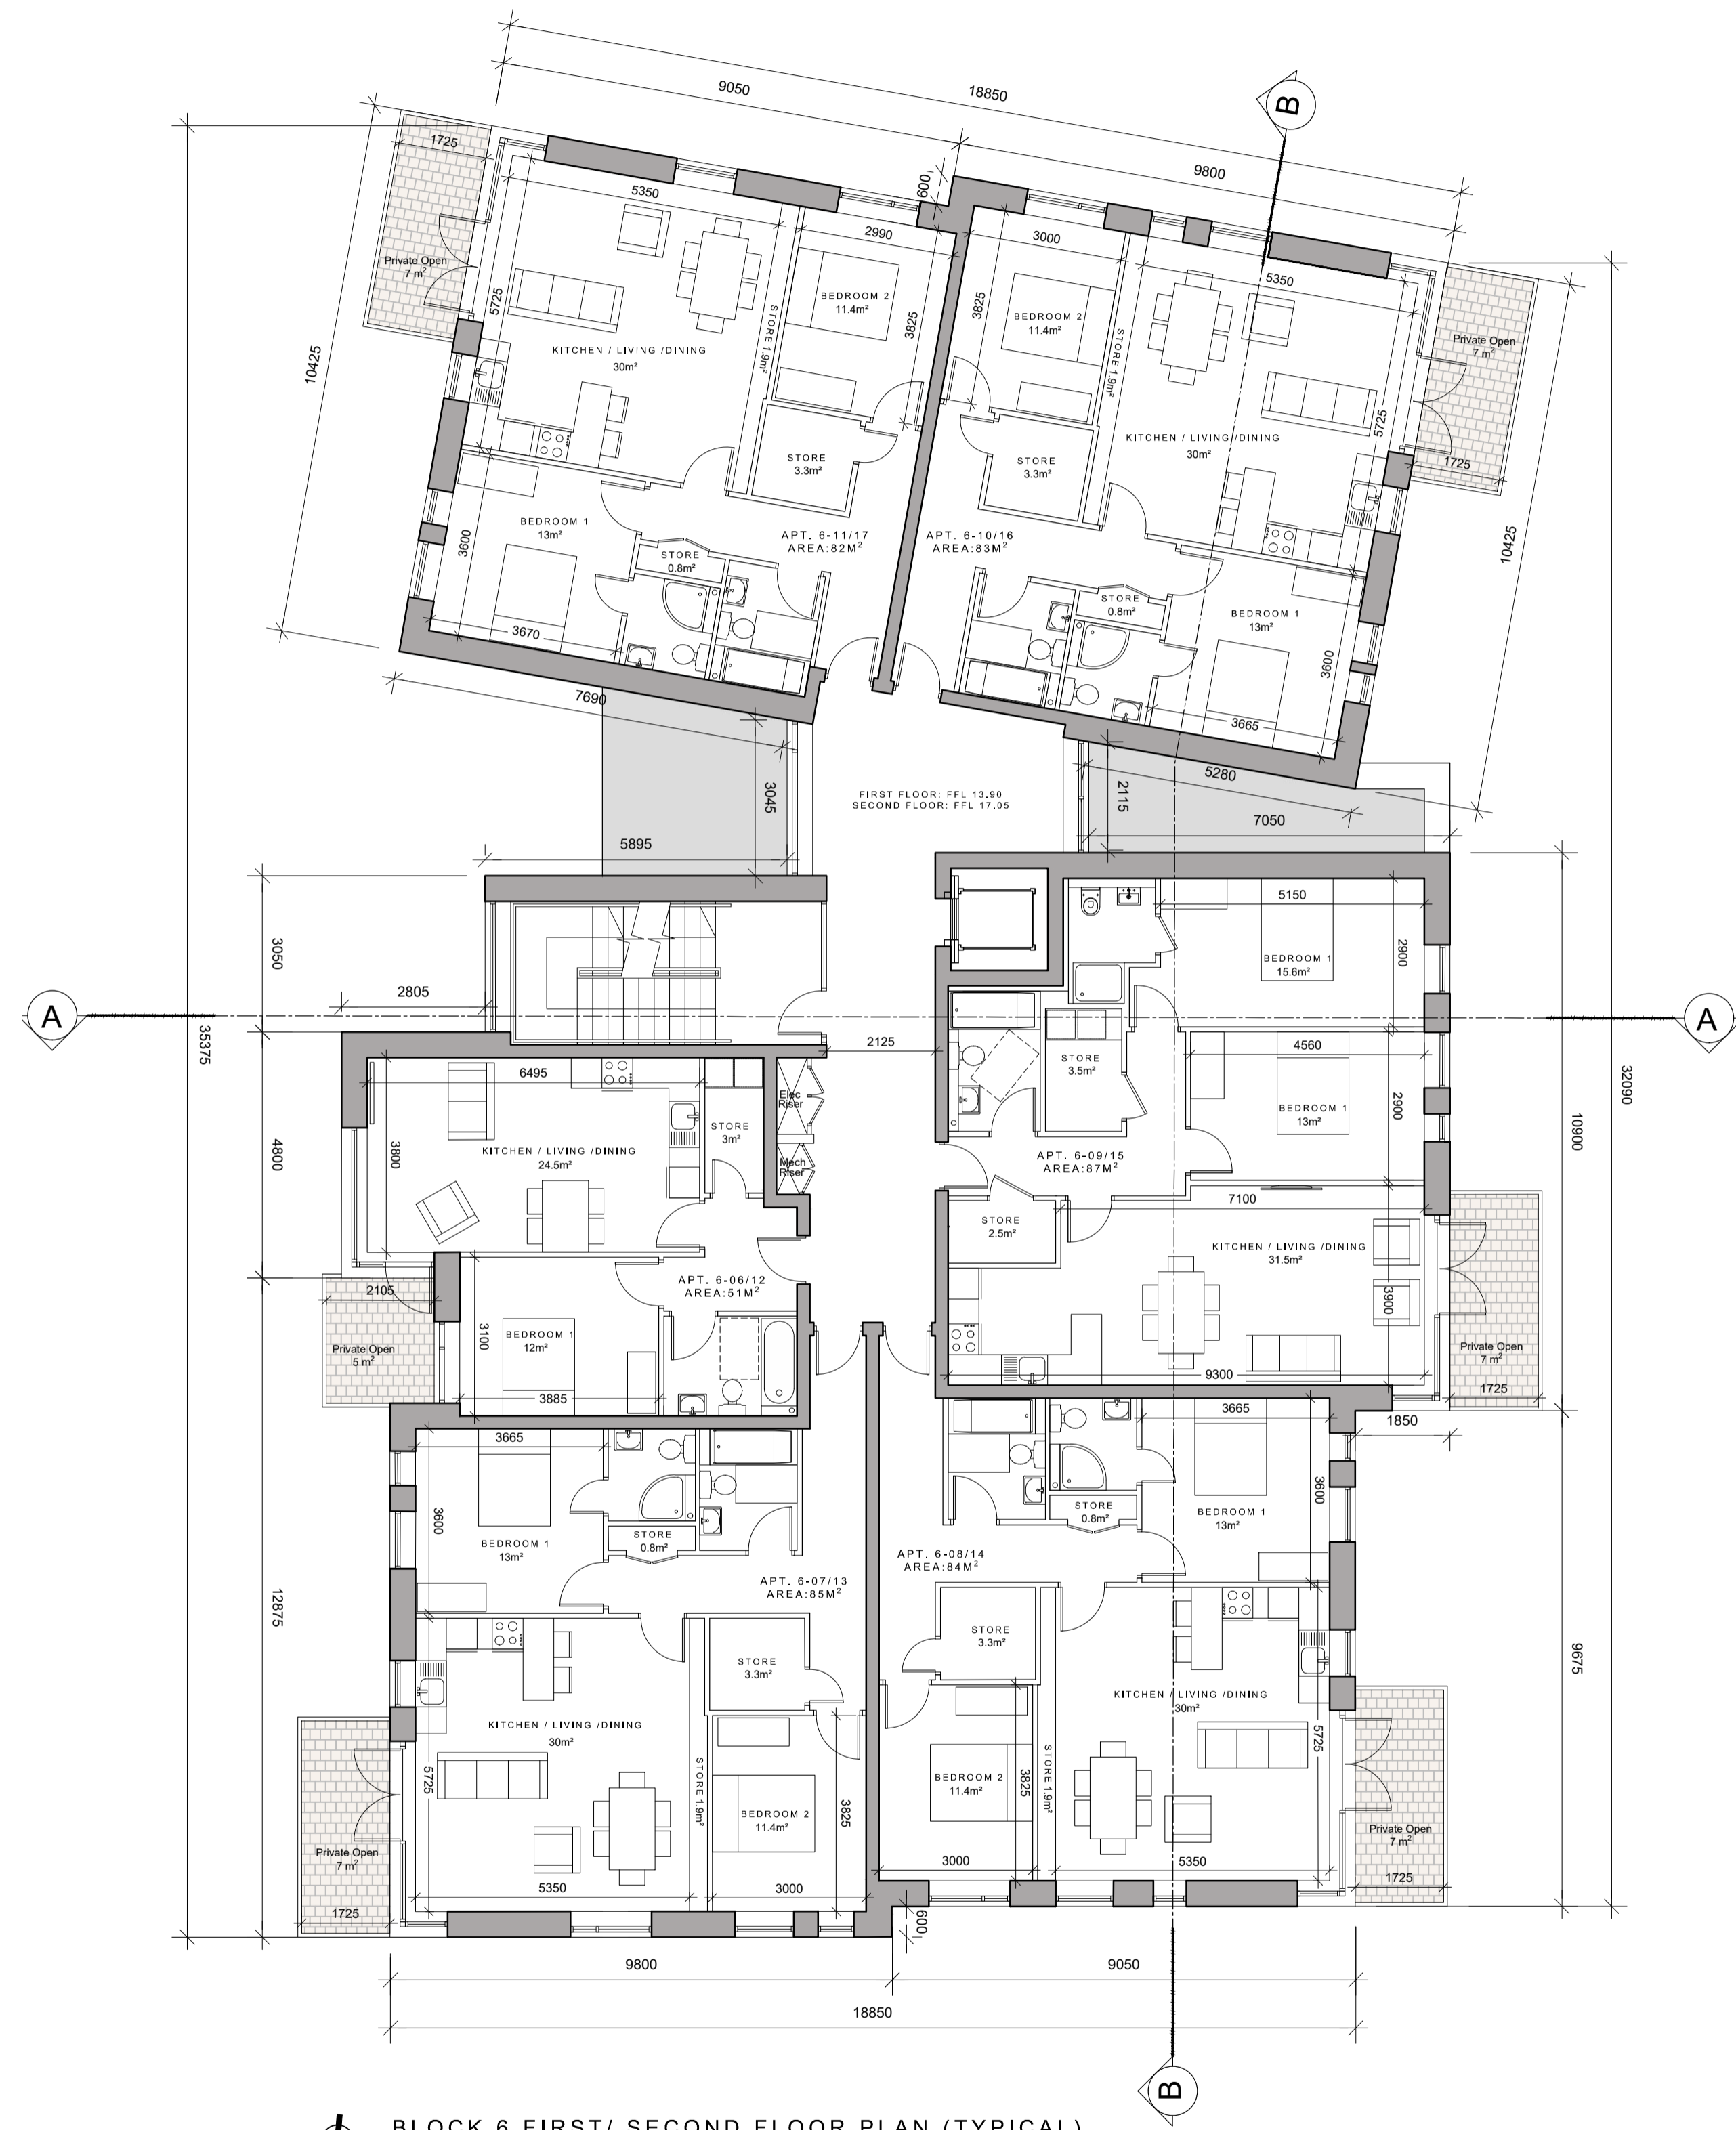 18850
9050
9800
B
1725
5350
600
2990
3000
5350
Private Open
7 m²
5725
BEDROOM 2
11.4m²
3825
3825
BEDROOM 2
11.4m²
STORE 1.9m²
STORE 1.9m²
KITCHEN / LIVING /DINING
30m²
Private Open
7 m²
10425
5725
KITCHEN / LIVING /DINING
30m²
1725
STORE
3.3m²
STORE
3.3m²
BEDROOM 1
13m²
3600
APT. 6-11/17
AREA:82M²
APT. 6-10/16
AREA:83M²
10425
STORE
0.8m²
STORE
0.8m²
BEDROOM 1
13m²
3670
3600
7690
3665
3045
FIRST FLOOR: FFL 13.90
SECOND FLOOR: FFL 17.05
2115
5280
7050
5895
3050
5150
2900
BEDROOM 1
15.6m²
2805
A
A
35375
2125
STORE
3.5m²
4560
BEDROOM 1
13m²
2900
32090
10900
6495
Elec
Riser
STORE
3m²
4800
3800
KITCHEN / LIVING /DINING
24.5m²
Mech
Riser
APT. 6-09/15
AREA:87M²
7100
STORE
2.5m²
KITCHEN / LIVING /DINING
31.5m²
3900
APT. 6-06/12
AREA:51M²
2105
Private Open
5 m²
3100
BEDROOM 1
12m²
3885
Private Open
7 m²
9300
1725
1850
3665
3665
3600
BEDROOM 1
13m²
STORE
0.8m²
STORE
0.8m²
BEDROOM 1
13m²
3600
APT. 6-07/13
AREA:85M²
APT. 6-08/14
AREA:84M²
12875
9675
STORE
3.3m²
STORE
3.3m²
KITCHEN / LIVING /DINING
30m²
KITCHEN / LIVING /DINING
30m²
5725
5725
STORE 1.9m²
BEDROOM 2
11.4m²
3825
BEDROOM 2
11.4m²
3825
STORE 1.9m²
Private Open
7 m²
Private Open
7 m²
1725
5350
3000
3000
5350
1725
600
9800
9050
18850
B
BLOCK 6 FIRST/ SECOND FLOOR PLAN (TYPICAL)